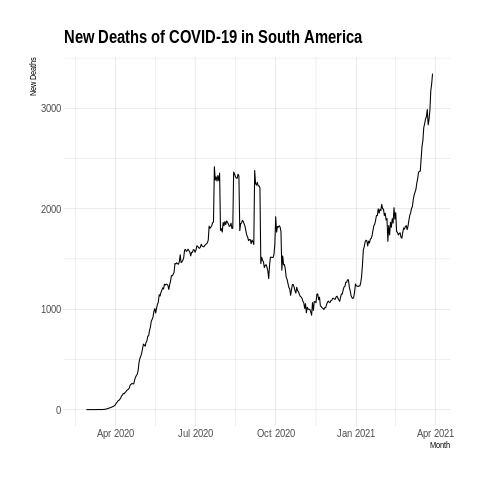 New Deaths of COVID-19 in South America
New Deaths
3000
2000
1000
0
Apr 2020 Jul 2020 Oct 2020 Jan 2021 Apr 2021
Month